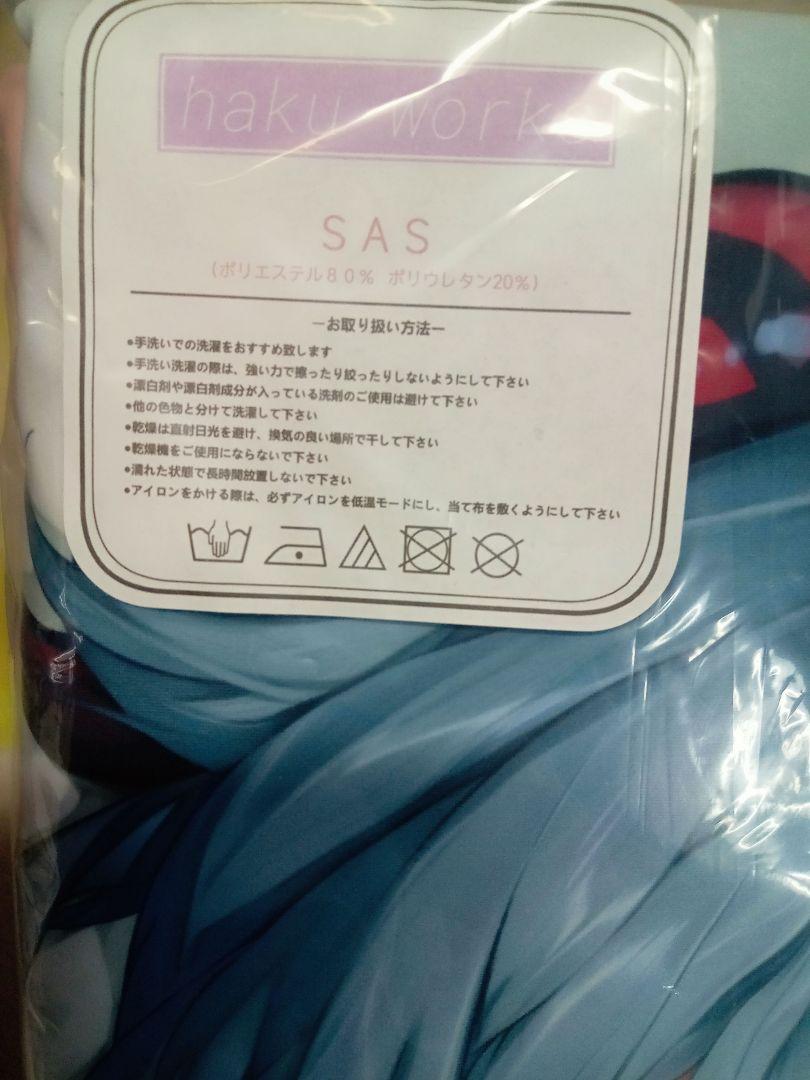 haku works
SAS
(ポリエステル80% ポリウレタン20%)
ーお取り扱い方法ー
•手洗いでの洗濯をおすすめ致します
•手洗い洗濯の際は、強い力で擦ったり絞ったりしないようにして下さい
•漂白剤や漂白剤成分が入っている洗剤のご使用は避けて下さい
•他の色物と分けて洗濯して下さい
•乾燥は直射日光を避け、換気の良い場所で干して下さい
•乾燥機をご使用にならないで下さい
•濡れた状態で長時間放置しないで下さい
•アイロンをかける際は、必ずアイロンを低温モードにし、当て布を敷くようにして下さい